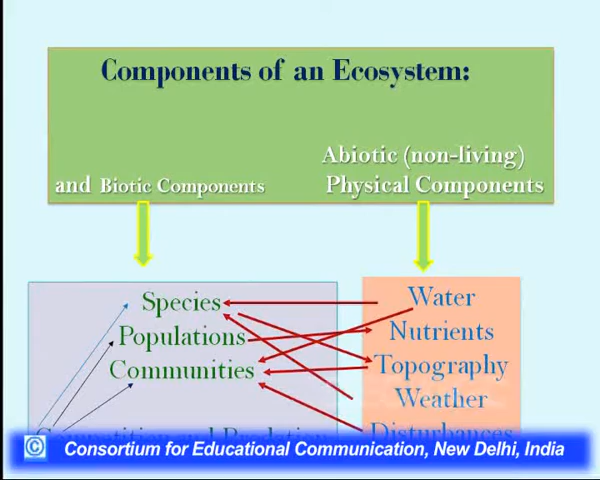 Components of an Ecosystem:
Abiotic (non-living)
and Biotic Components
Physical Components
Species
Populations
Communities
Water
Nutrients
Topography
Weather
Disturbances
© Consortium for Educational Communication, New Delhi, India